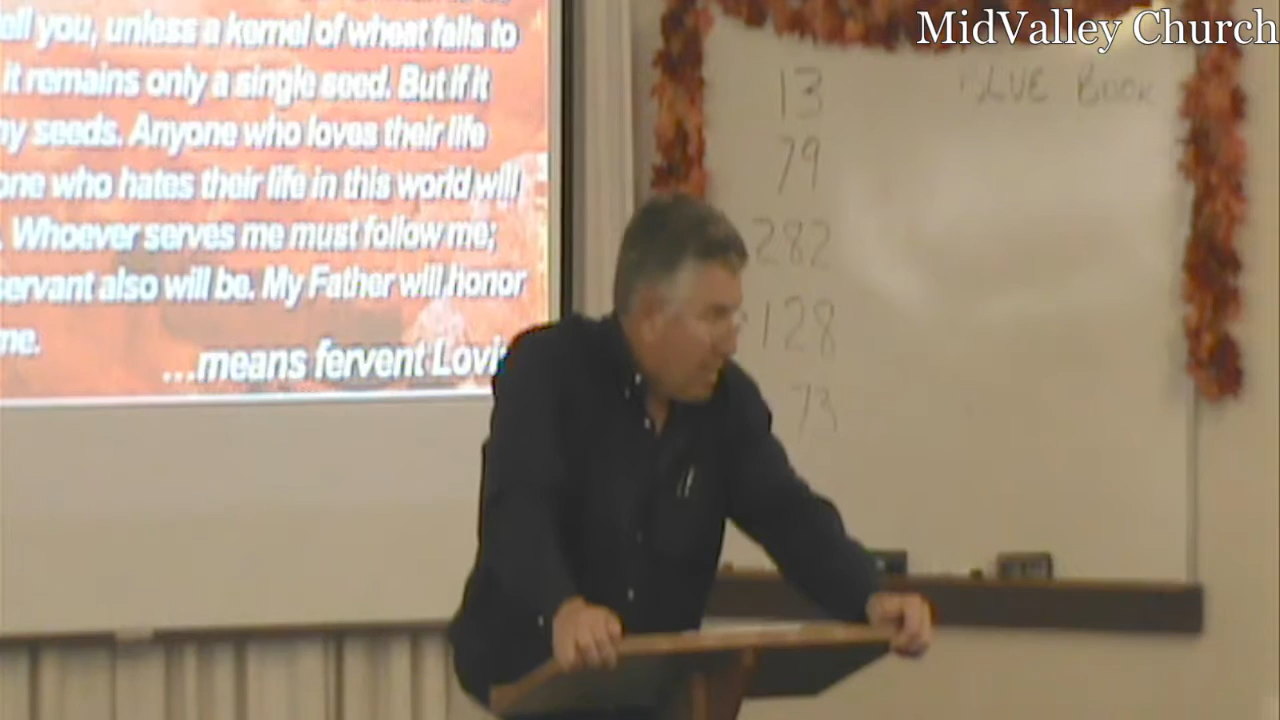 ell you, unless a kernel of wheat falls to
it remains only a single seed. But if it
ny seeds. Anyone who loves their life
one who hates their life in this world will
. Whoever serves me must follow me;
servant also will be. My Father will honor
me.
...means fervent Lovi
MidValley Church
BLUE BOOK
13
79
282
128
73